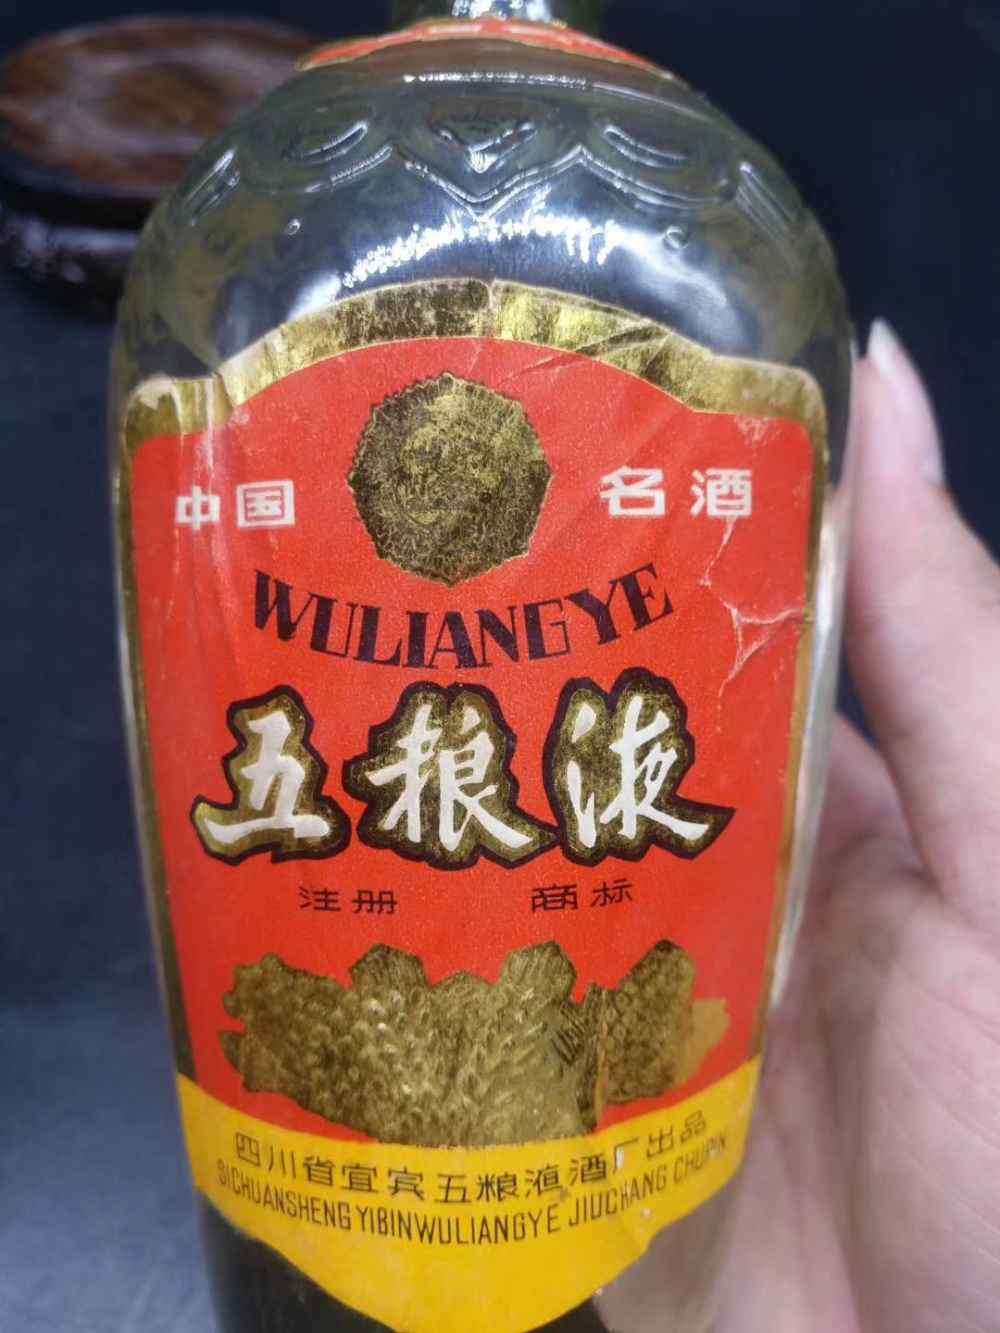 中国 名酒
WULIANGYE
五粮液
注册 商标
四川省宜宾五粮液酒厂出品
SICHUANSHENG YIBINWULIANGYE JIUCHANG CHUPIN